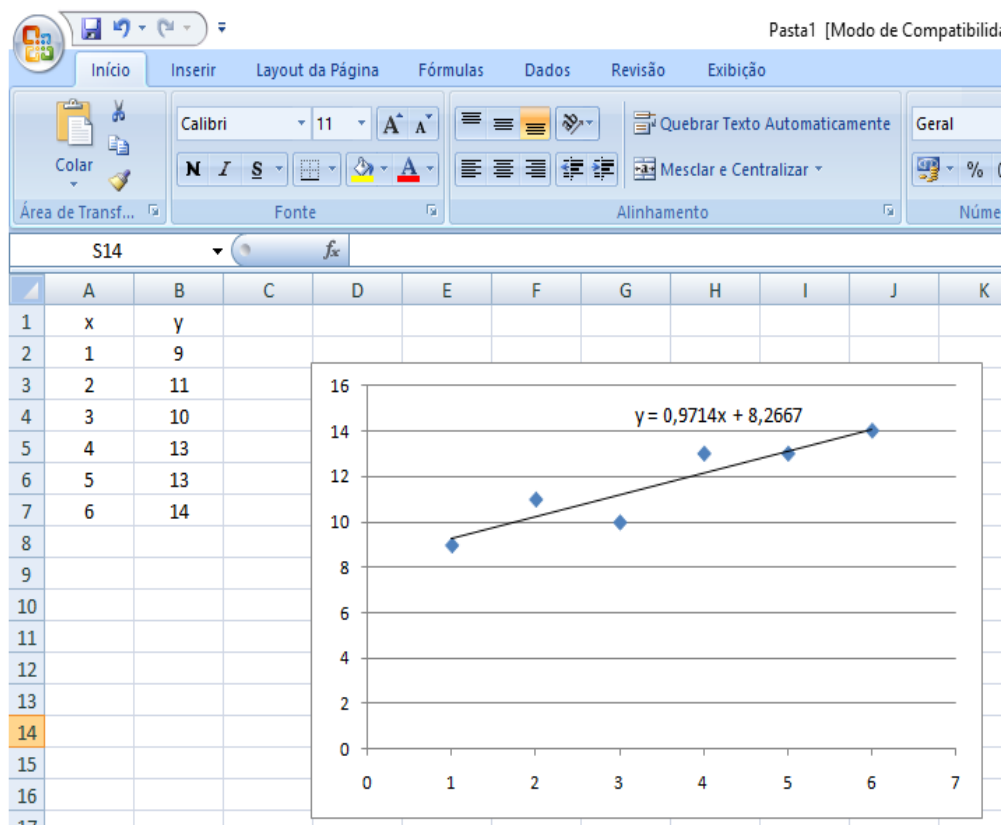 Pasta1 [Modo de Compatibilida
Início Inserir Layout da Página Fórmulas Dados Revisão Exibição
Colar
Calibri 11 A A
Quebrar Texto Automaticamente
Geral
N I S A
Mesclar e Centralizar
%
Área de Transf... Fonte Alinhamento Núme
S14 fx
A B C D E F G H I J K
1 x y
2 1 9
3 2 11
4 3 10
5 4 13
6 5 13
7 6 14
8
9
10
11
12
13
14
15
16
17
y = 0,9714x + 8,2667
16
14
12
10
8
6
4
2
0
0 1 2 3 4 5 6 7